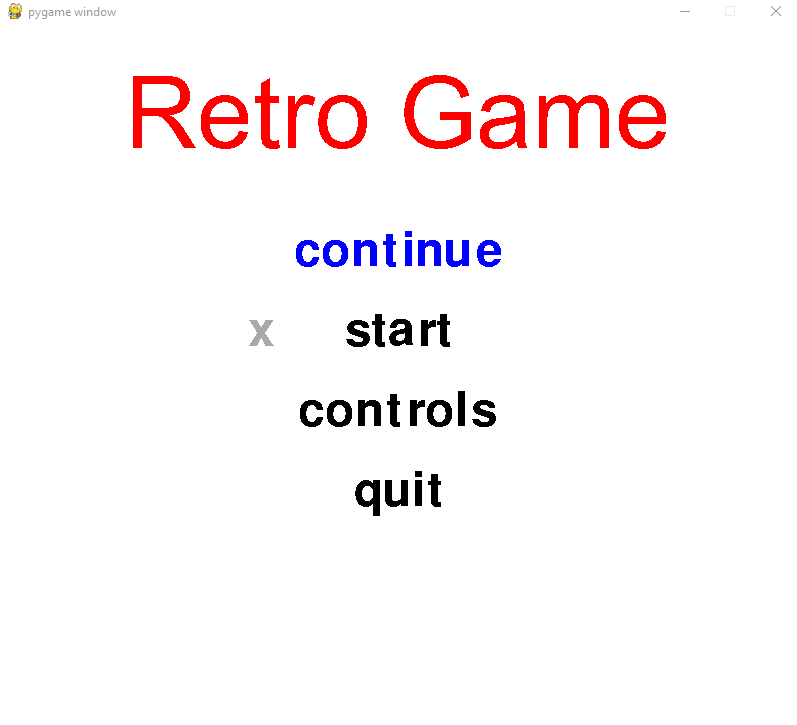 pygame window
Retro Game
continue
x start
controls
quit